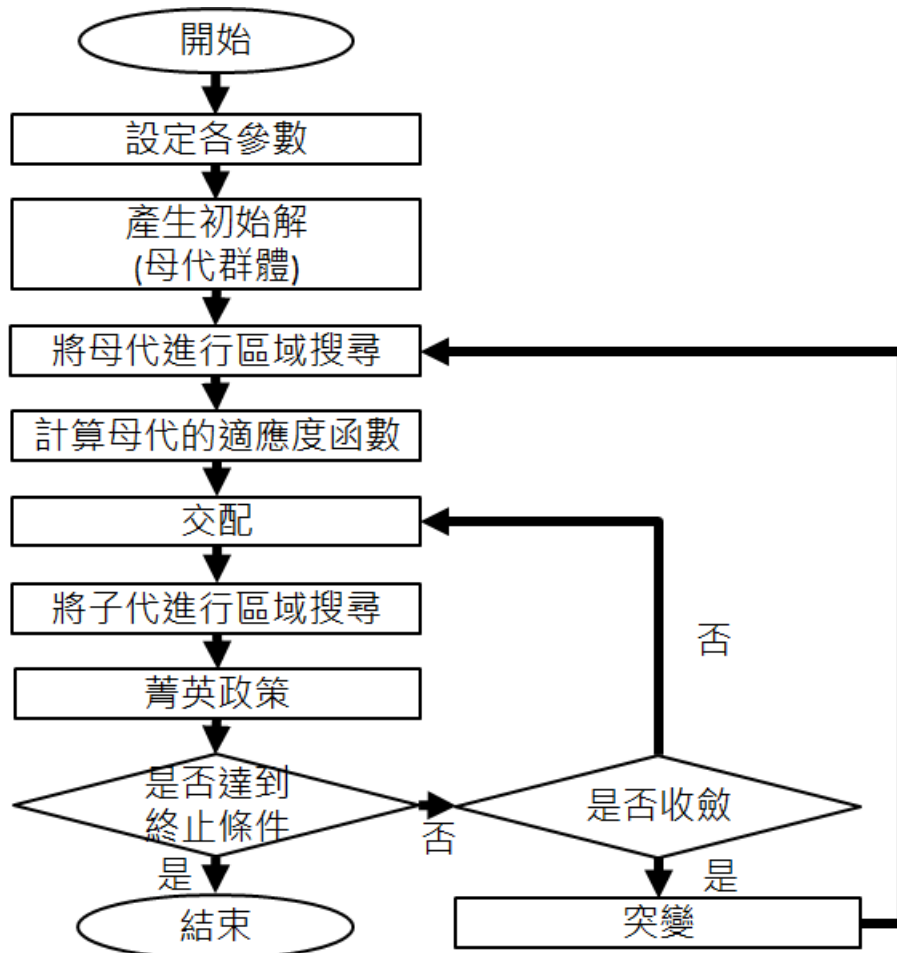 開始
設定各參數
產生初始解
(母代群體)
將母代進行區域搜尋
計算母代的適應度函數
交配
將子代進行區域搜尋
菁英政策
否
是否達到
終止條件
否
是否收斂
是
是
結束
突變